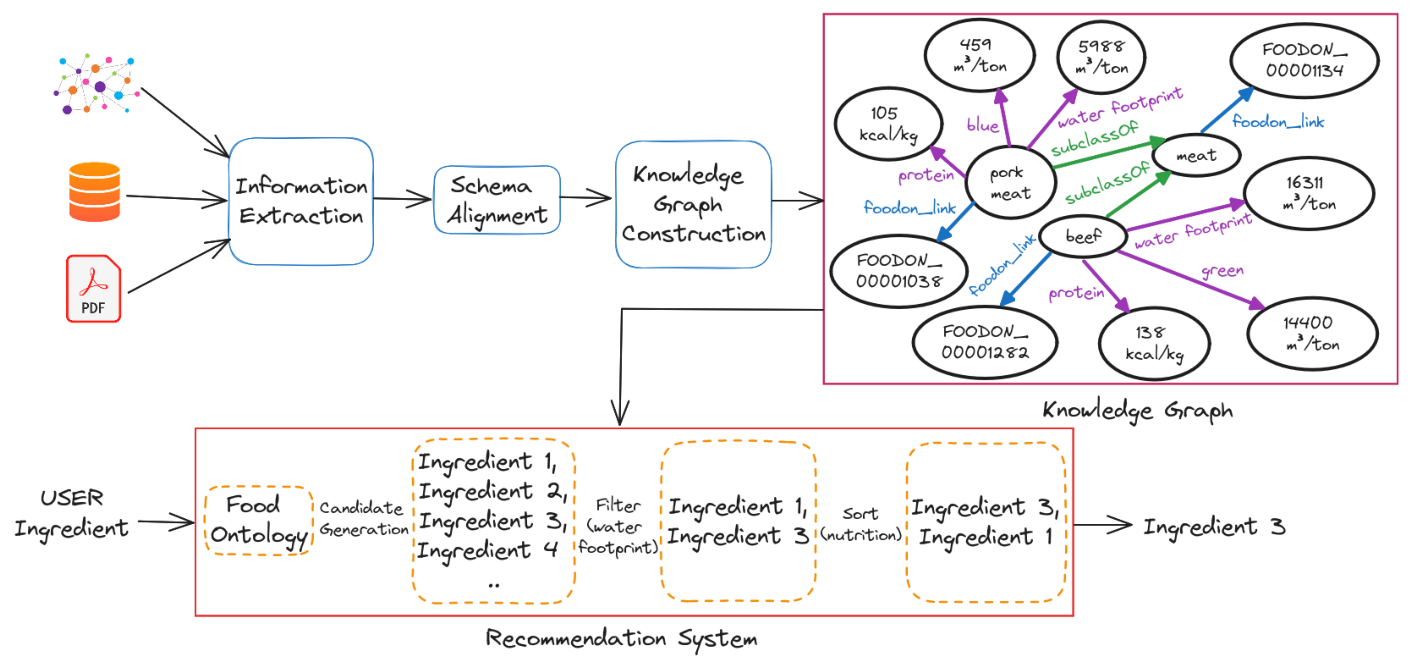 459
m³/ton
5988
m³/ton
FOODON_
00001134
105
kcal/kg
blue
water footprint
subclassOf
foodon_link
meat
protein
pork
meat
subclassOf
16311
m³/ton
foodon_link
beef
water footprint
FOODON_
00001038
foodon_link
green
protein
FOODON_
00001282
138
kcal/kg
14400
m³/ton
Knowledge Graph
Information
Extraction
Schema
Alignment
Knowledge
Graph
Construction
PDF
USER
Ingredient
Food
Ontology
Candidate
Generation
Ingredient 1,
Ingredient 2,
Ingredient 3,
Ingredient 4
..
Filter
(water
footprint)
Ingredient 1,
Ingredient 3
Sort
(nutrition)
Ingredient 3,
Ingredient 1
Ingredient 3
Recommendation System